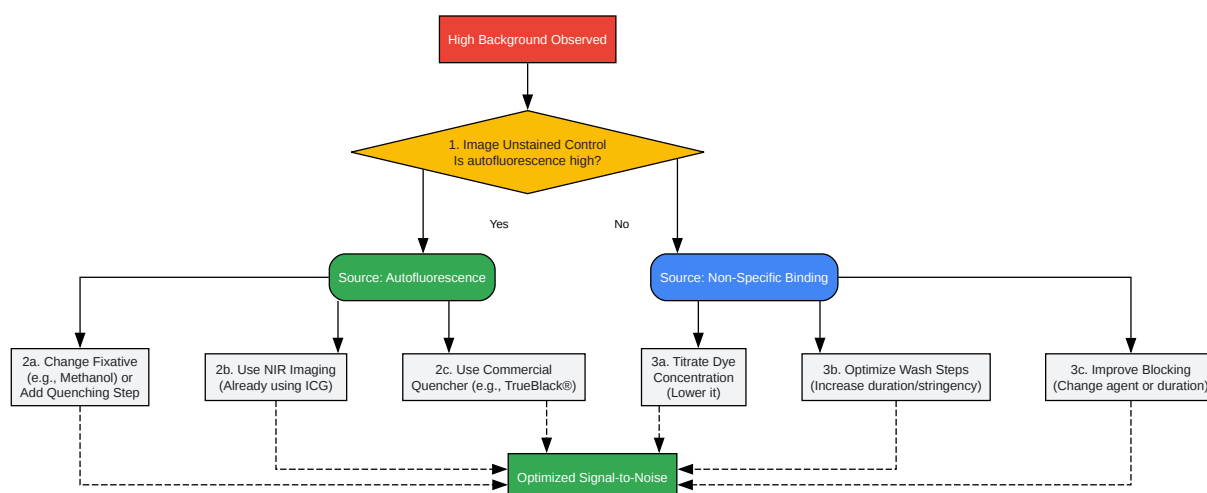 High Background Observed
1. Image Unstained Control
Is autofluorescence high?
Yes
No
Source: Autofluorescence
Source: Non-Specific Binding
2a. Change Fixative
(e.g., Methanol) or
Add Quenching Step
2b. Use NIR Imaging
(Already using ICG)
2c. Use Commercial
Quencher (e.g., TrueBlack®)
3a. Titrate Dye
Concentration
(Lower it)
3b. Optimize Wash Steps
(Increase duration/stringency)
3c. Improve Blocking
(Change agent or duration)
Optimized Signal-to-Noise